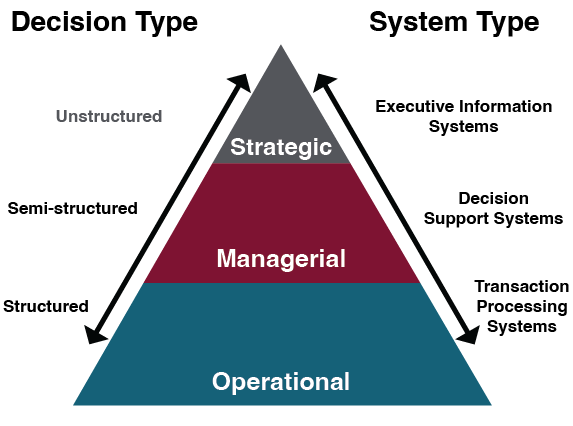 Decision Type
System Type
Unstructured
Executive Information
Systems
Strategic
Semi-structured
Decision
Support Systems
Managerial
Structured
Transaction
Processing
Systems
Operational